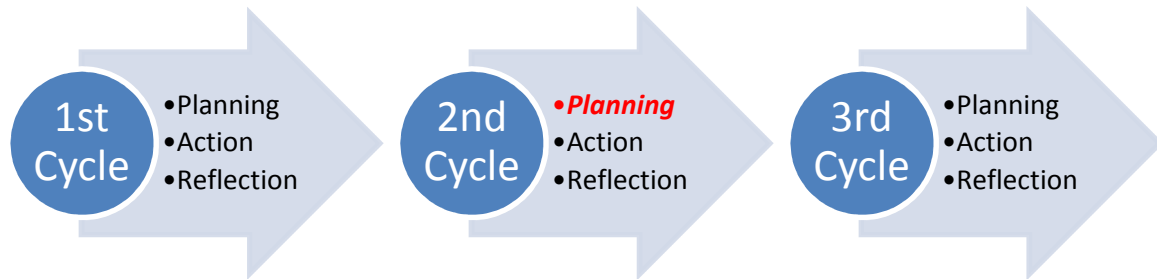 1st
Cycle
•Planning
•Action
•Reflection
2nd
Cycle
•Planning
•Action
•Reflection
3rd
Cycle
•Planning
•Action
•Reflection